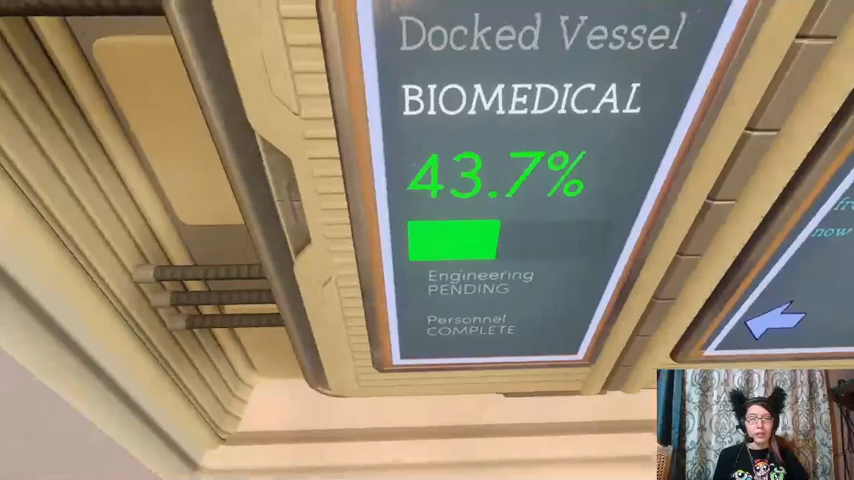 Docked Vessel
BIOMEDICAL
43.7%
Engineering
PENDING
Personnel
COMPLETE
now